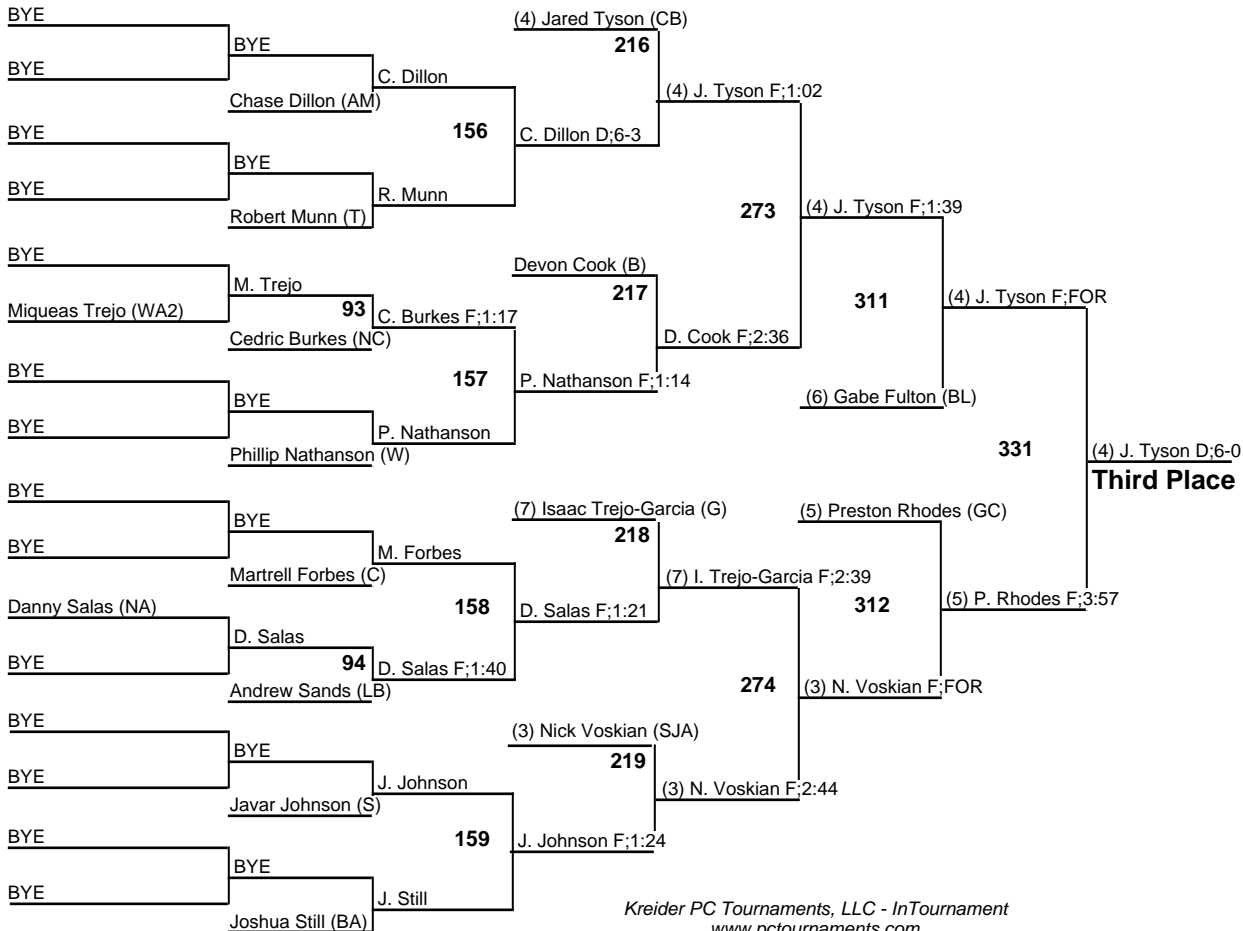 BYE
(4) Jared Tyson (CB)
216
BYE
BYE
C. Dillon
Chase Dillon (AM)
(4) J. Tyson F;1:02
156
C. Dillon D;6-3
BYE
BYE
BYE
R. Munn
Robert Munn (T)
273
(4) J. Tyson F;1:39
BYE
Devon Cook (B)
M. Trejo
217
Miqueas Trejo (WA2)
93
C. Burkes F;1:17
311
(4) J. Tyson F;FOR
Cedric Burkes (NC)
D. Cook F;2:36
BYE
157
P. Nathanson F;1:14
BYE
(6) Gabe Fulton (BL)
BYE
P. Nathanson
Phillip Nathanson (W)
331
(4) J. Tyson D;6-0
Third Place
BYE
(7) Isaac Trejo-Garcia (G)
(5) Preston Rhodes (GC)
BYE
218
BYE
M. Forbes
Martrell Forbes (C)
(7) I. Trejo-Garcia F;2:39
Danny Salas (NA)
158
D. Salas F;1:21
312
(5) P. Rhodes F;3:57
D. Salas
BYE
94
D. Salas F;1:40
Andrew Sands (LB)
274
(3) N. Voskian F;FOR
BYE
(3) Nick Voskian (SJA)
BYE
219
BYE
J. Johnson
(3) N. Voskian F;2:44
Javar Johnson (S)
BYE
159
J. Johnson F;1:24
BYE
BYE
J. Still
Joshua Still (BA)
Kreider PC Tournaments, LLC - InTournament
www.pctournaments.com